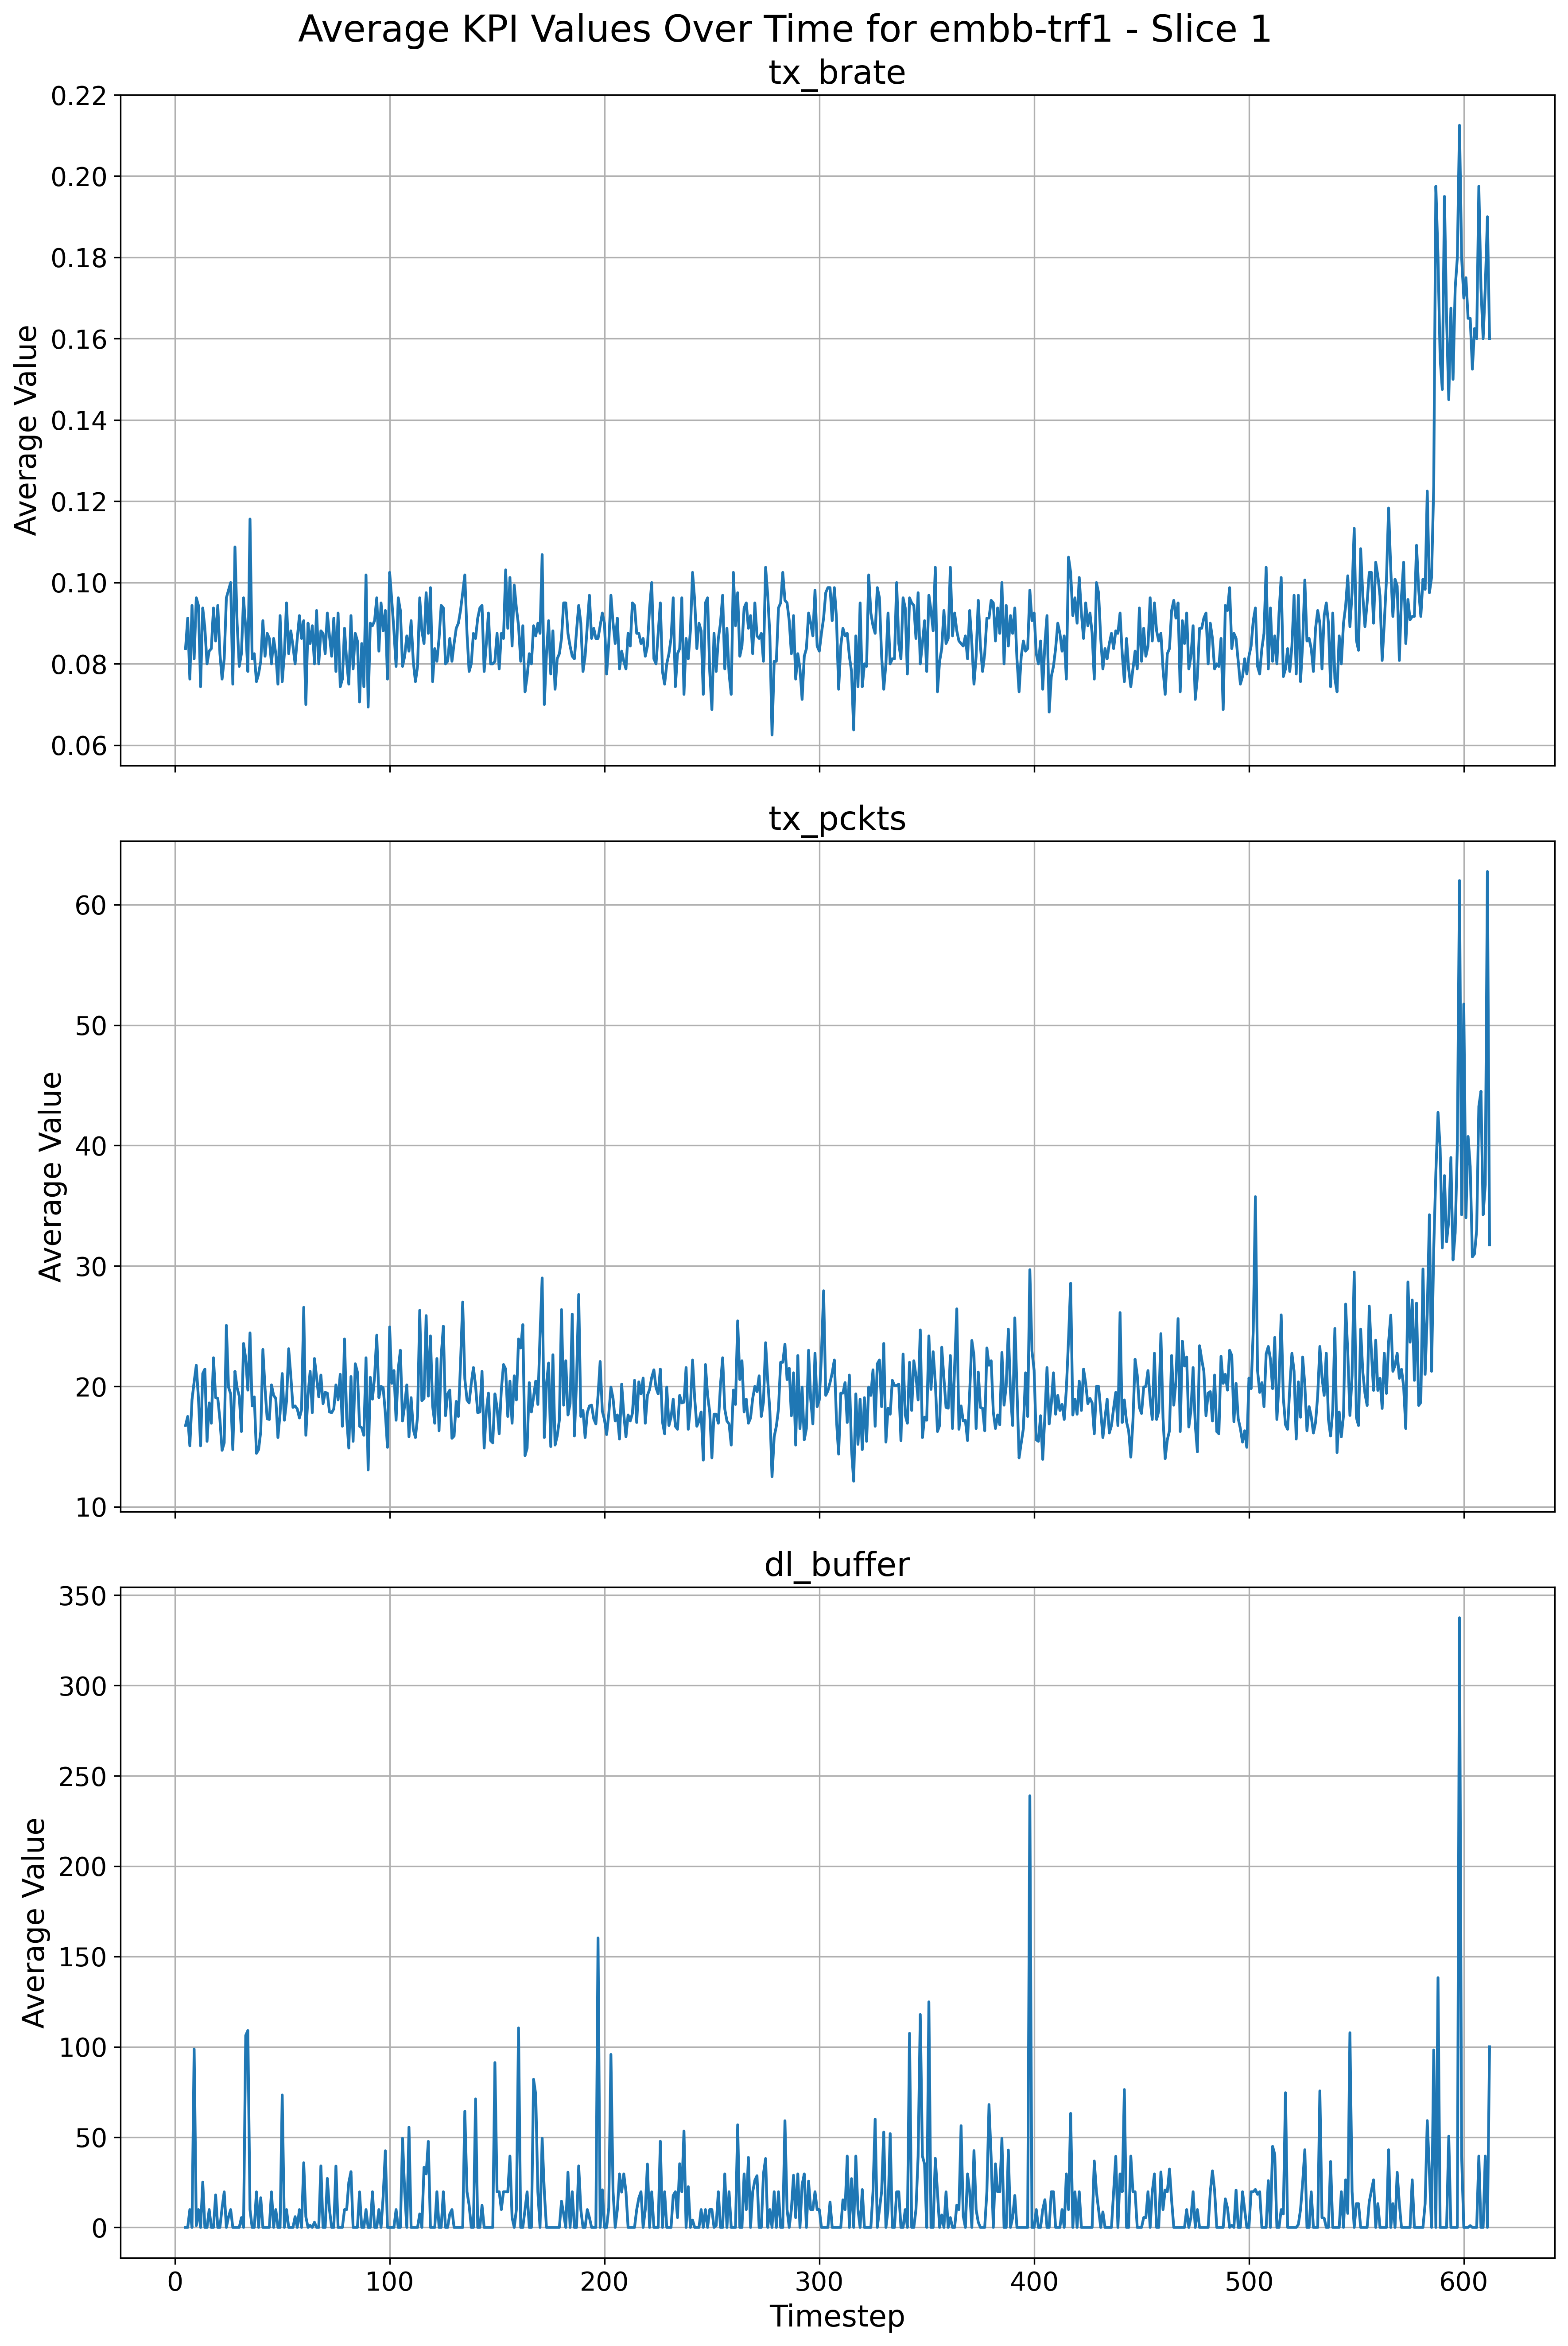 Average KPI Values Over Time for embb-trf1 - Slice 1
tx_brate
0.22
0.20
0.18
0.16
0.14
0.12
0.10
0.08
0.06
Average Value
tx_pckts
60
50
40
30
20
10
Average Value
dl_buffer
350
300
250
200
150
100
50
0
Average Value
0 100 200 300 400 500 600
Timestep